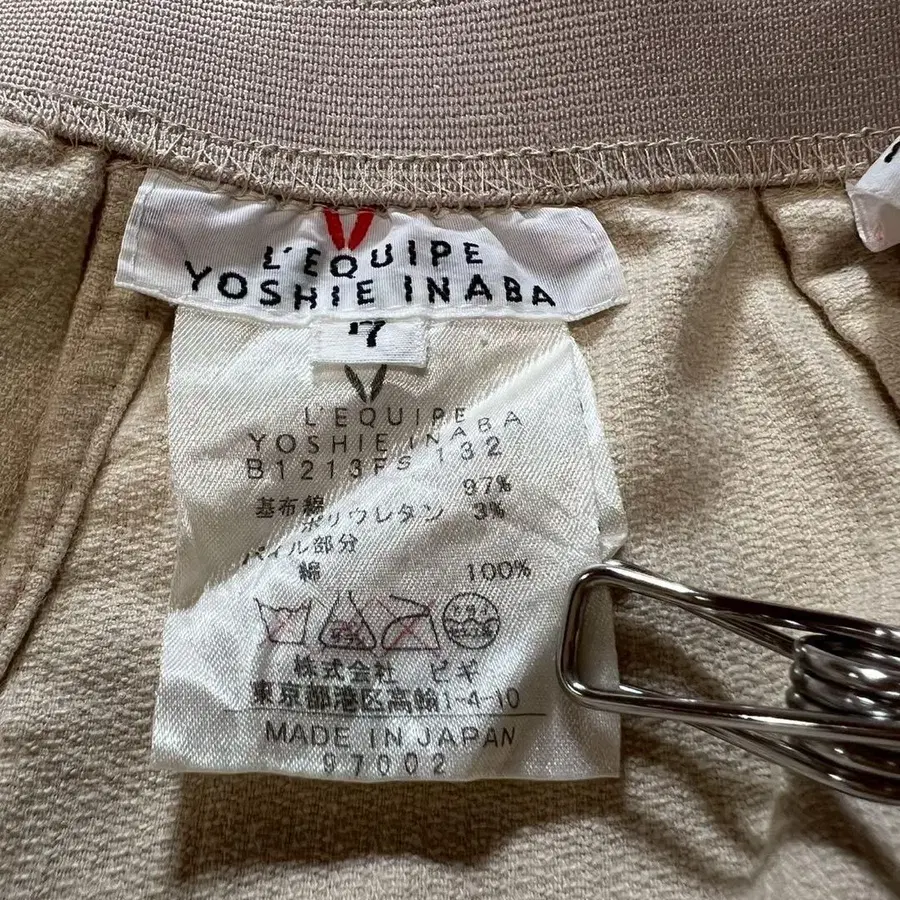 L'EQUIPE
YOSHIE INABA
7
L'EQUIPE
YOSHIE INABA
B1213FS 132
基布 綿 97%
ポリウレタン 3%
パイル部分
綿 100%
株式会社 ビギ
東京都港区高輪1-4-10
MADE IN JAPAN
97002